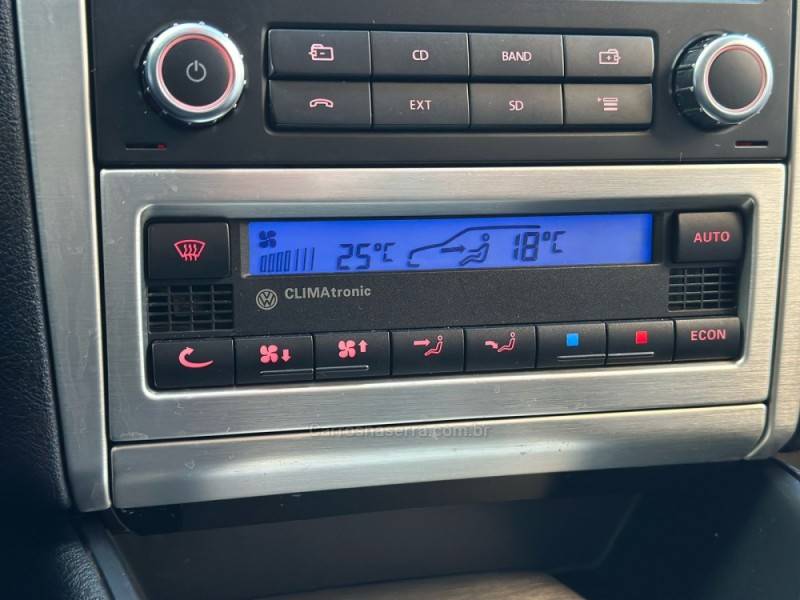 CD BAND
EXT SD
25°C 18°C
AUTO
CLIMAtronic
ECON
Carrosnaserra.com.br